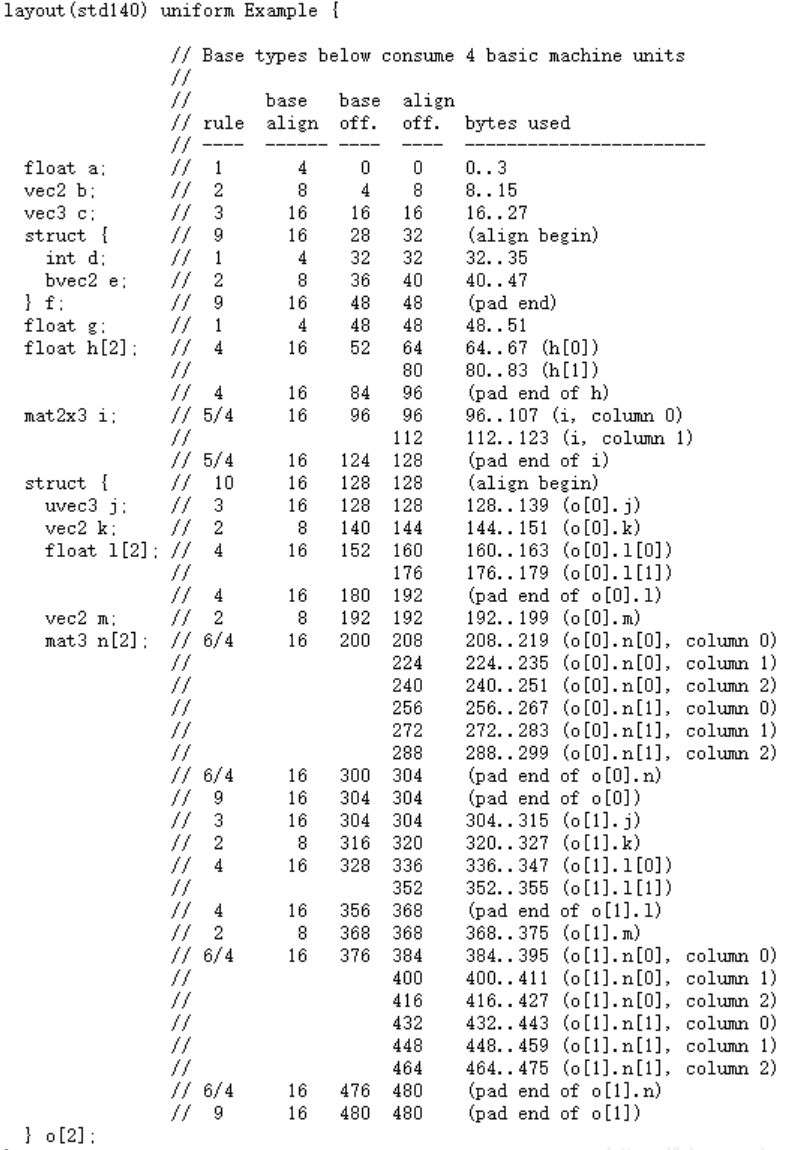 layout(std140) uniform Example {
// Base types below consume 4 basic machine units
//
// base base align
// rule align off. off. bytes used
// ---- ------ ---- ---- -----------------------
float a; // 1 4 0 0 0..3
vec2 b; // 2 8 4 8 8..15
vec3 c; // 3 16 16 16 16..27
struct { // 9 16 28 32 (align begin)
int d; // 1 4 32 32 32..35
bvec2 e; // 2 8 36 40 40..47
} f; // 9 16 48 48 (pad end)
float g; // 1 4 48 48 48..51
float h[2]; // 4 16 52 64 64..67 (h[0])
// 80 80..83 (h[1])
// 4 16 84 96 (pad end of h)
mat2x3 i; // 5/4 16 96 96 96..107 (i, column 0)
// 112 112..123 (i, column 1)
// 5/4 16 124 128 (pad end of i)
struct { // 10 16 128 128 (align begin)
uvec3 j; // 3 16 128 128 128..139 (o[0].j)
vec2 k; // 2 8 140 144 144..151 (o[0].k)
float l[2]; // 4 16 152 160 160..163 (o[0].l[0])
// 176 176..179 (o[0].l[1])
// 4 16 180 192 (pad end of o[0].l)
vec2 m; // 2 8 192 192 192..199 (o[0].m)
mat3 n[2]; // 6/4 16 200 208 208..219 (o[0].n[0], column 0)
// 224 224..235 (o[0].n[0], column 1)
// 240 240..251 (o[0].n[0], column 2)
// 256 256..267 (o[0].n[1], column 0)
// 272 272..283 (o[0].n[1], column 1)
// 288 288..299 (o[0].n[1], column 2)
// 6/4 16 300 304 (pad end of o[0].n)
// 9 16 304 304 (pad end of o[0])
// 3 16 304 304 304..315 (o[1].j)
// 2 8 316 320 320..327 (o[1].k)
// 4 16 328 336 336..347 (o[1].l[0])
// 352 352..355 (o[1].l[1])
// 4 16 356 368 (pad end of o[1].l)
// 2 8 368 368 368..375 (o[1].m)
// 6/4 16 376 384 384..395 (o[1].n[0], column 0)
// 400 400..411 (o[1].n[0], column 1)
// 416 416..427 (o[1].n[0], column 2)
// 432 432..443 (o[1].n[1], column 0)
// 448 448..459 (o[1].n[1], column 1)
// 464 464..475 (o[1].n[1], column 2)
// 6/4 16 476 480 (pad end of o[1].n)
// 9 16 480 480 (pad end of o[1])
} o[2];